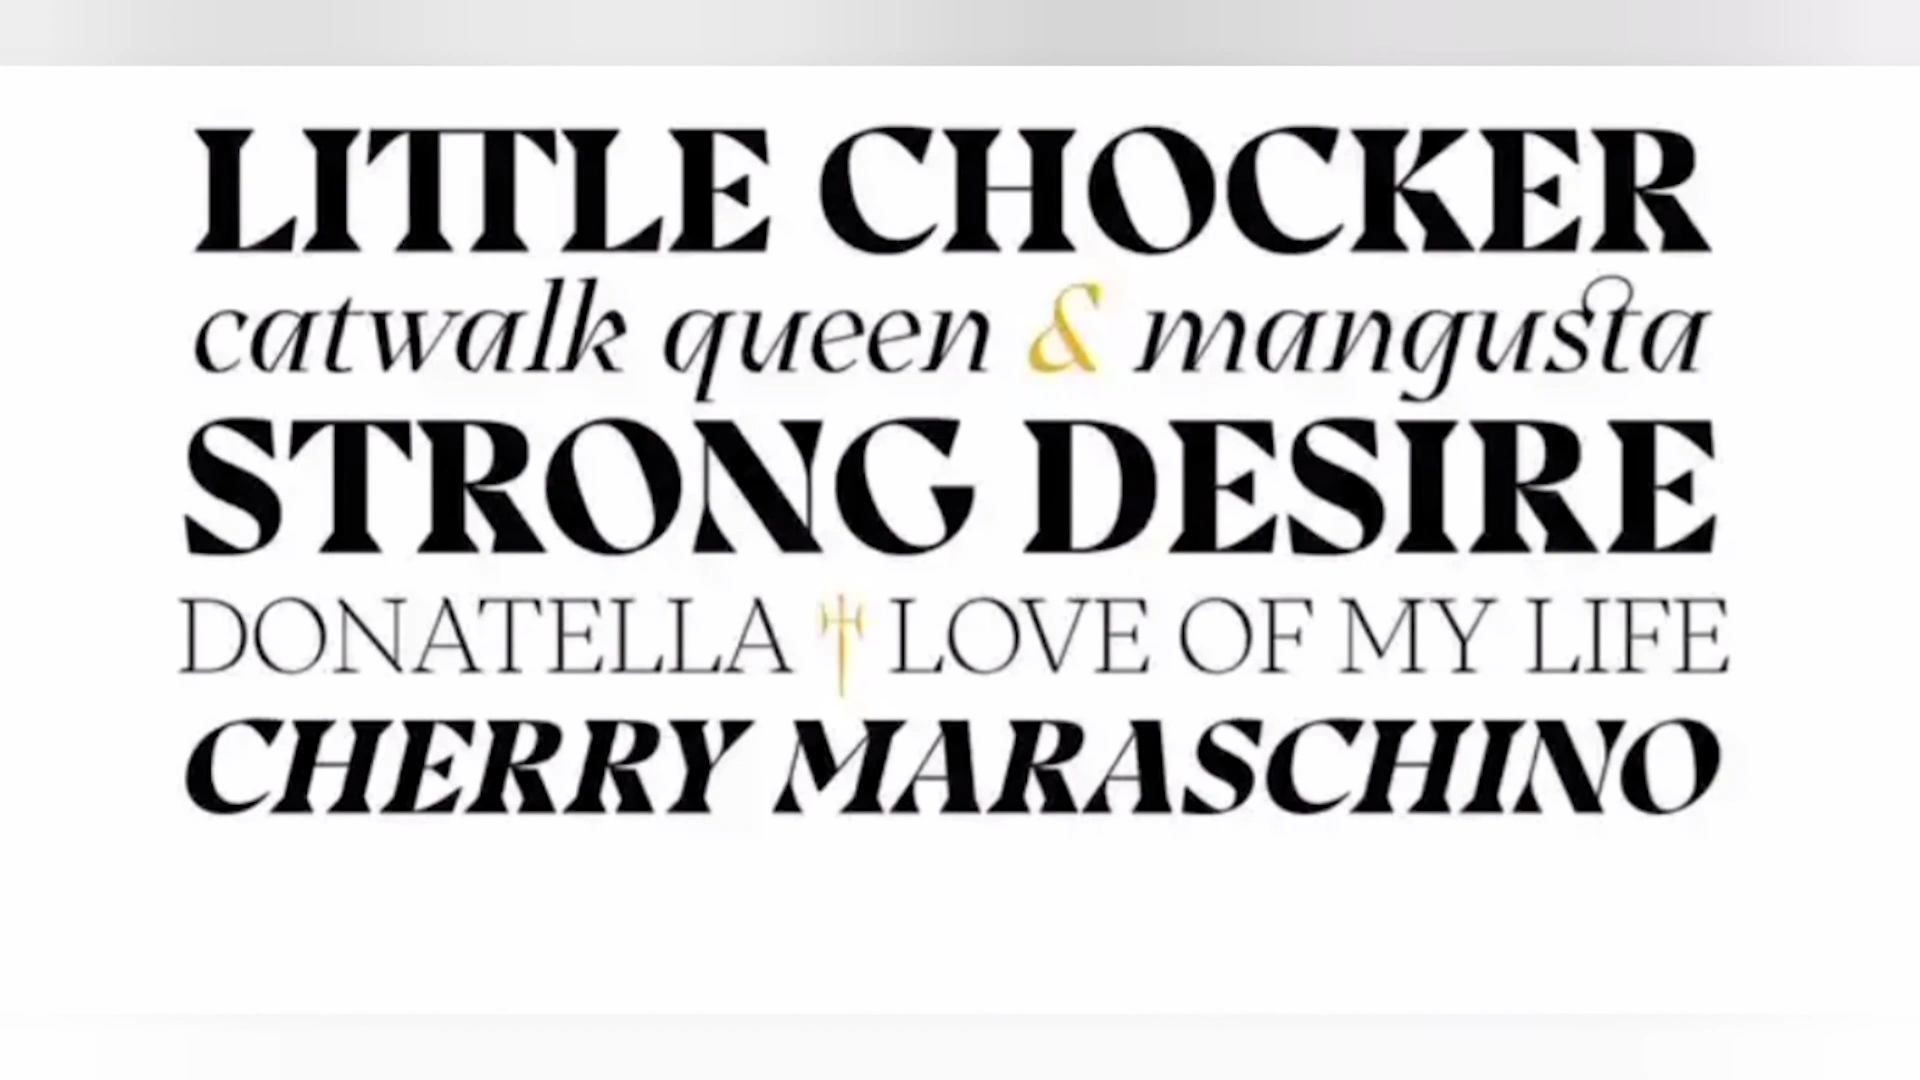 LITTLE CHOCKER
catwalk queen & mangusta
STRONG DESIRE
DONATELLA † LOVE OF MY LIFE
CHERRY MARASCHINO